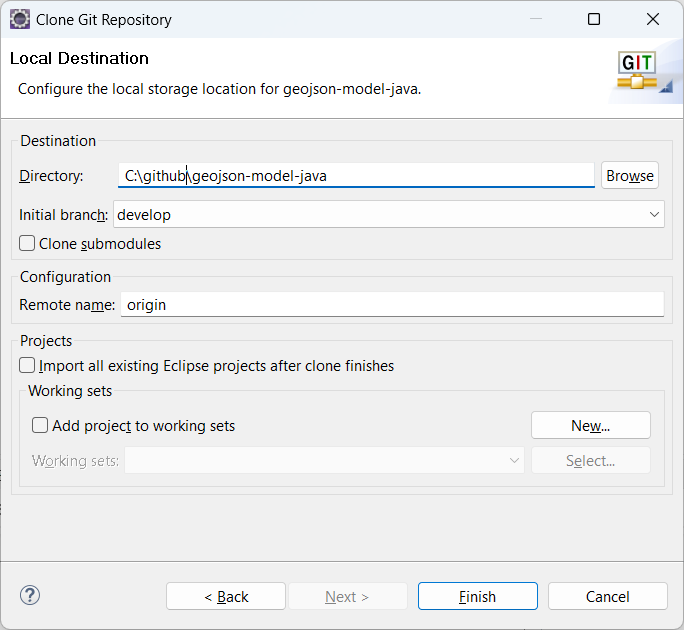 Clone Git Repository
Local Destination
Configure the local storage location for geojson-model-java.
GIT
Destination
Directory: C:\github\geojson-model-java Browse
Initial branch: develop
Clone submodules
Configuration
Remote name: origin
Projects
Import all existing Eclipse projects after clone finishes
Working sets
Add project to working sets New...
Working sets: Select...
? < Back Next > Finish Cancel